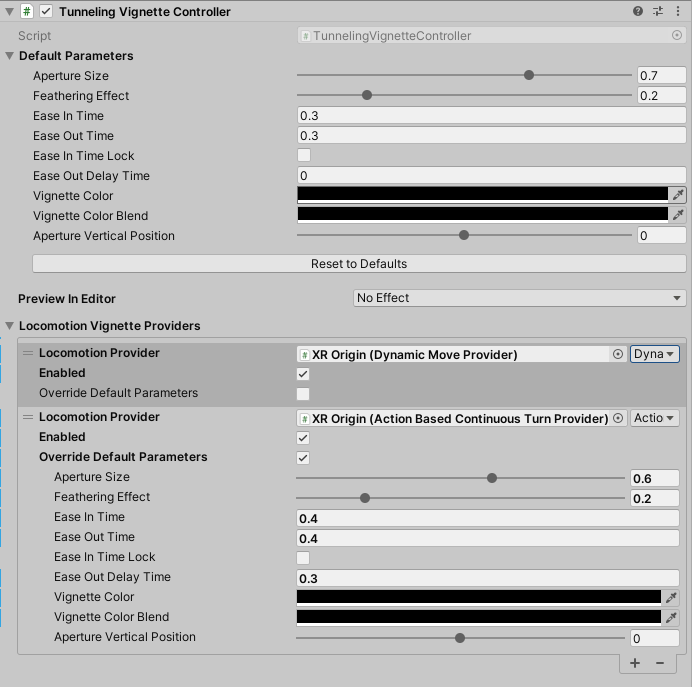 Tunneling Vignette Controller
Script # TunnelingVignetteController
Default Parameters
Aperture Size 0.7
Feathering Effect 0.2
Ease In Time 0.3
Ease Out Time 0.3
Ease In Time Lock
Ease Out Delay Time 0
Vignette Color
Vignette Color Blend
Aperture Vertical Position 0
Reset to Defaults
Preview In Editor No Effect
Locomotion Vignette Providers
Locomotion Provider # XR Origin (Dynamic Move Provider) Dyna
Enabled
Override Default Parameters
Locomotion Provider # XR Origin (Action Based Continuous Turn Provider) Actio
Enabled
Override Default Parameters
Aperture Size 0.6
Feathering Effect 0.2
Ease In Time 0.4
Ease Out Time 0.4
Ease In Time Lock
Ease Out Delay Time 0.3
Vignette Color
Vignette Color Blend
Aperture Vertical Position 0
+ −